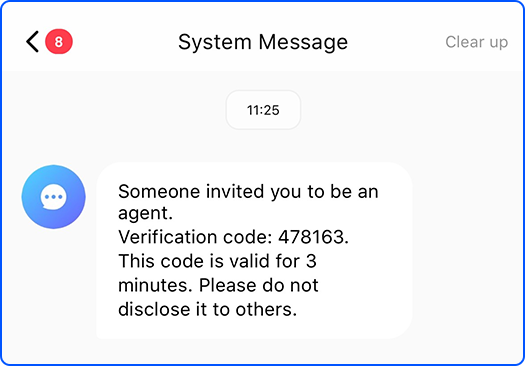 8
System Message
Clear up
11:25
Someone invited you to be an
agent.
Verification code: 478163.
This code is valid for 3
minutes. Please do not
disclose it to others.